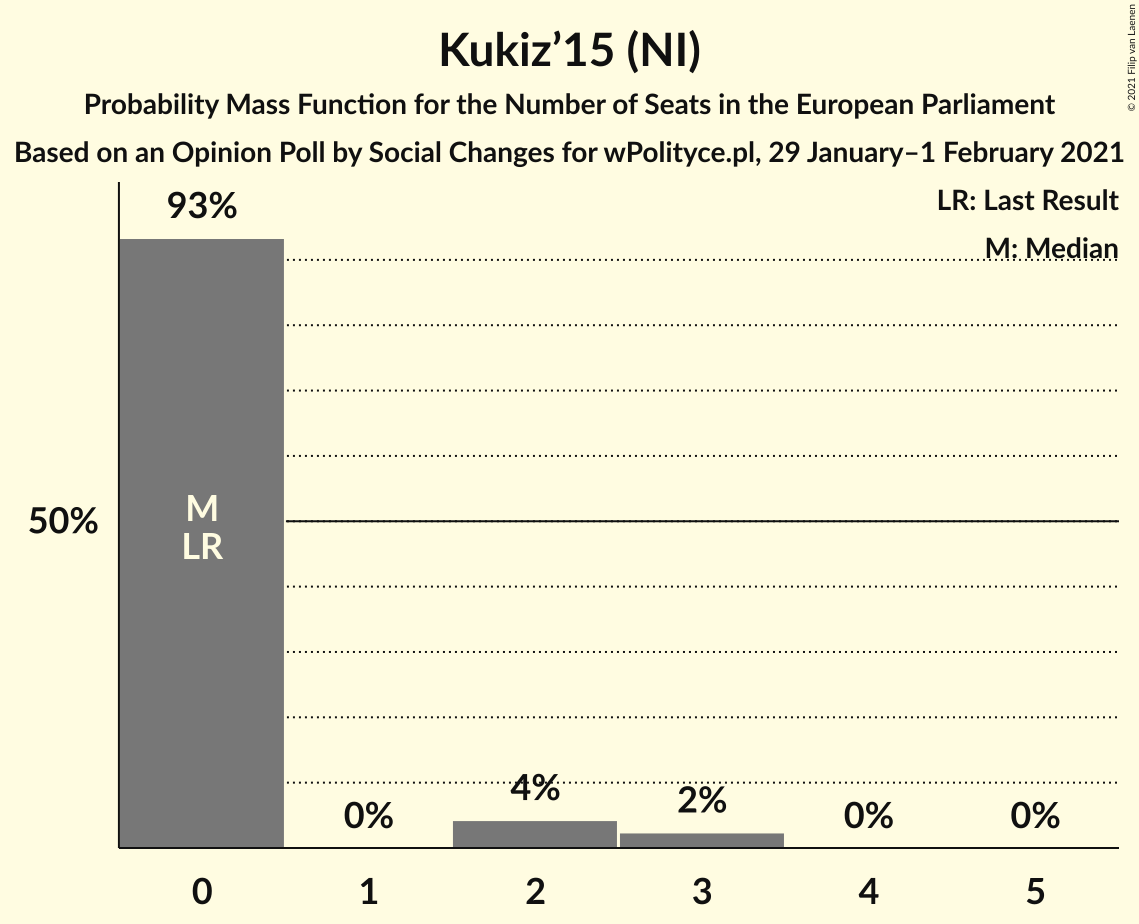 Kukiz’15 (NI)
Probability Mass Function for the Number of Seats in the European Parliament
Based on an Opinion Poll by Social Changes for wPolityce.pl, 29 January–1 February 2021
© 2021 Filip van Laenen
LR: Last Result
M: Median
93%
50%
M
LR
0%
4%
2%
0%
0%
0 1 2 3 4 5